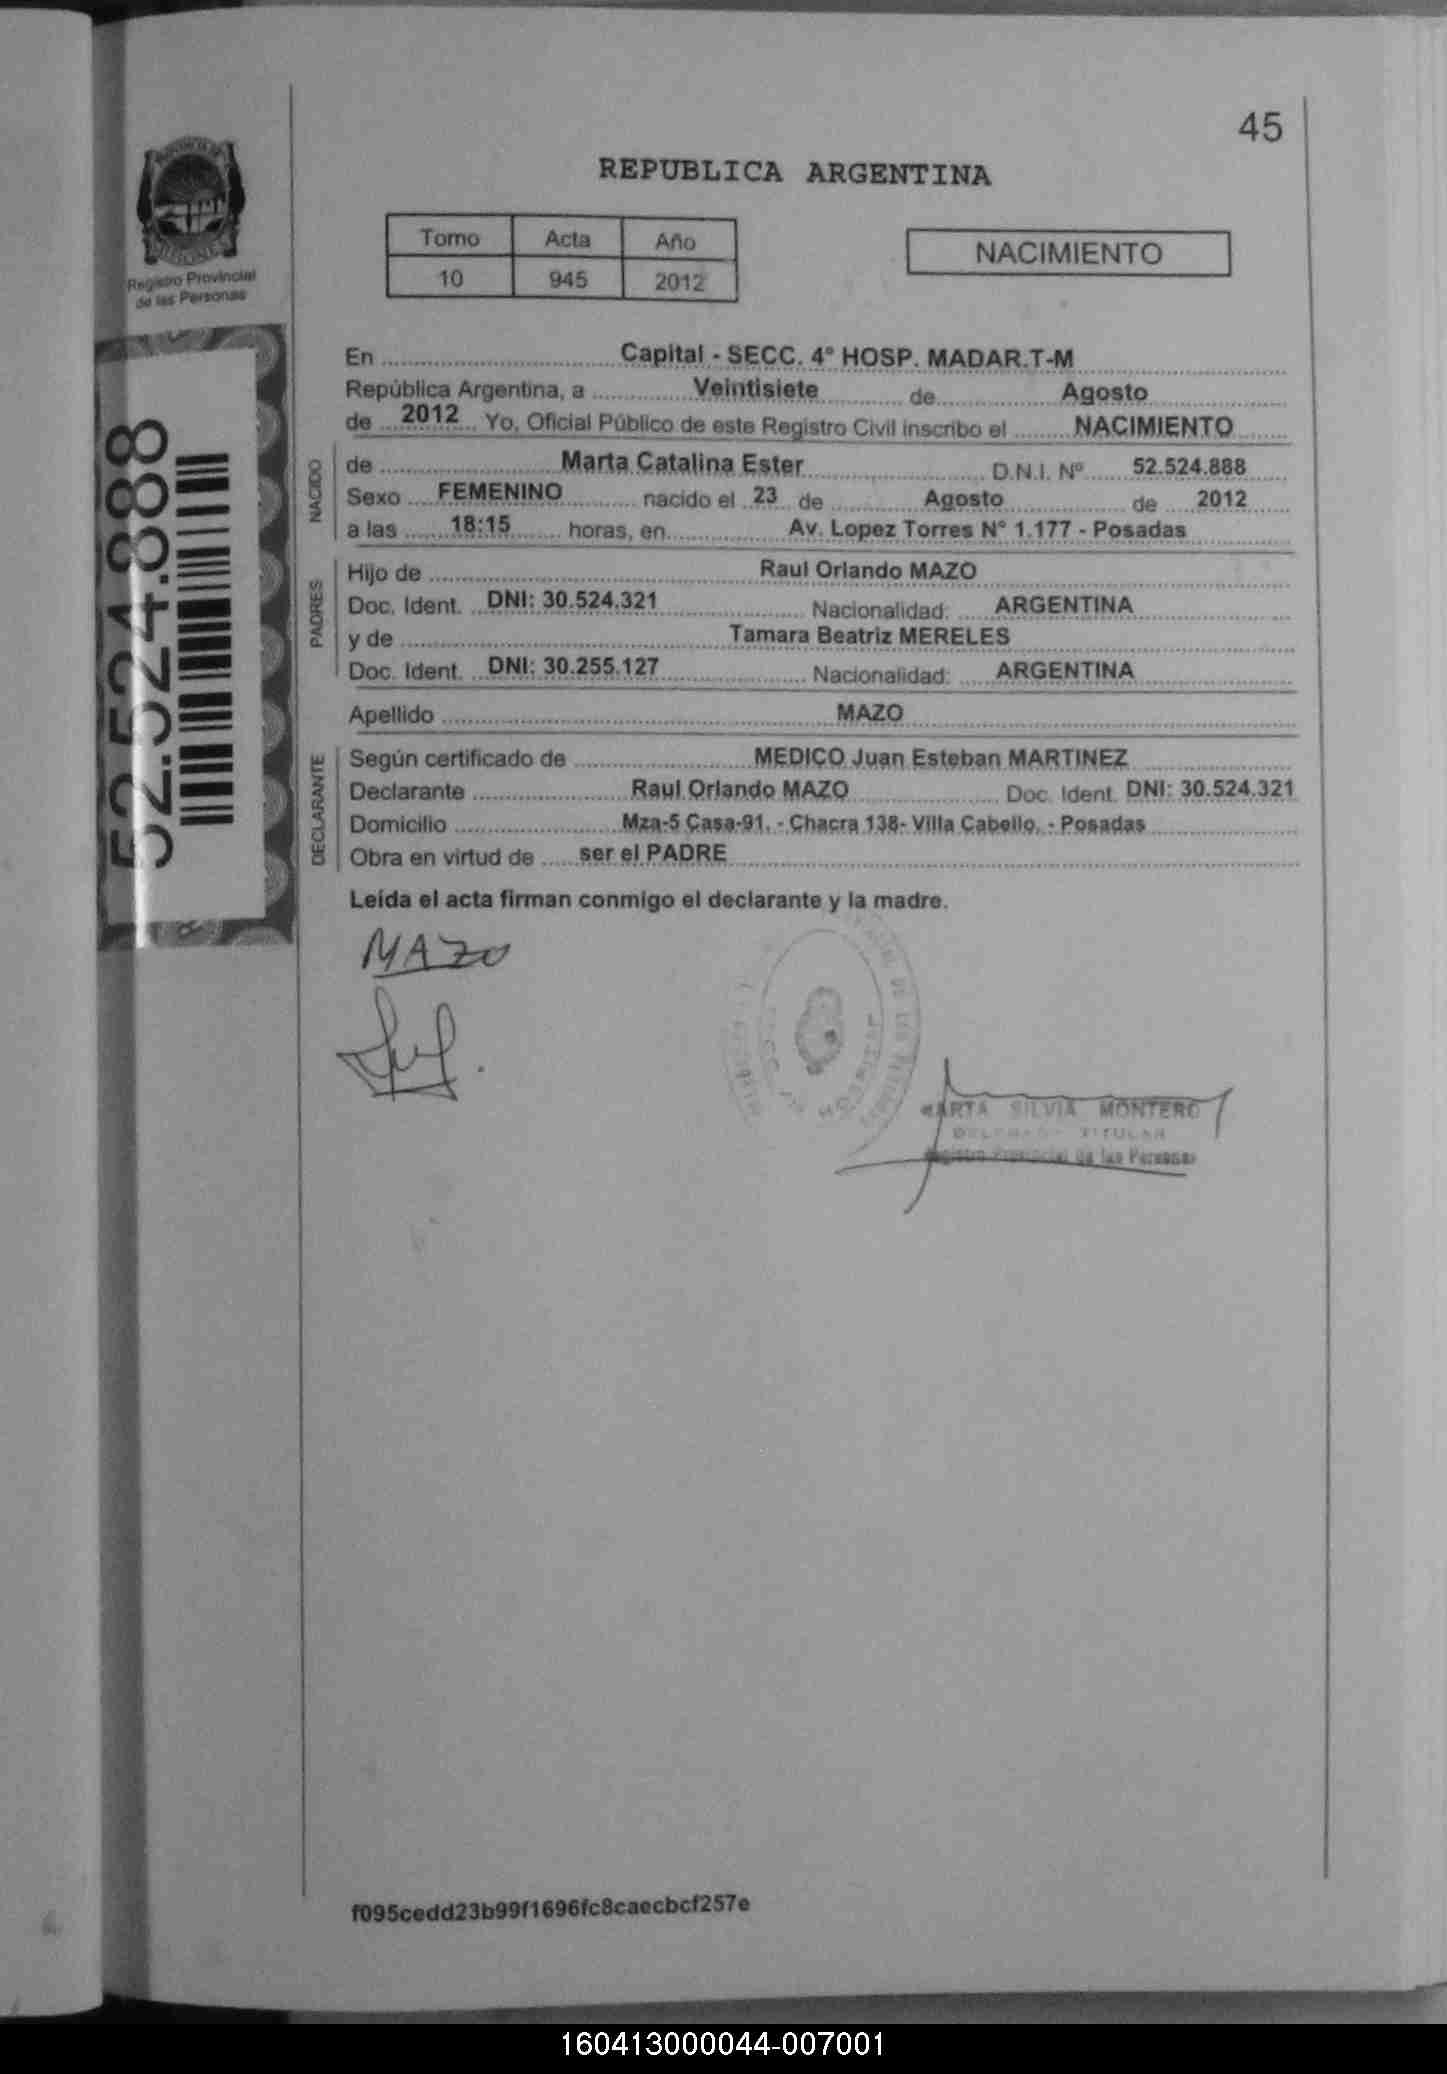 45
REPUBLICA ARGENTINA
Registro Provincial
de las Personas
Tomo Acta Año
10 945 2012
NACIMIENTO
52.524.888
En Capital - SECC. 4° HOSP. MADAR.T-M
República Argentina, a Veintisiete de Agosto
de 2012 Yo, Oficial Público de este Registro Civil inscribo el NACIMIENTO
NACIDO
de Marta Catalina Ester D.N.I. Nº 52.524.888
Sexo FEMENINO nacido el 23 de Agosto de 2012
a las 18:15 horas, en Av. Lopez Torres N° 1.177 - Posadas
PADRES
Hijo de Raul Orlando MAZO
Doc. Ident. DNI: 30.524.321 Nacionalidad: ARGENTINA
y de Tamara Beatriz MERELES
Doc. Ident. DNI: 30.255.127 Nacionalidad: ARGENTINA
Apellido MAZO
DECLARANTE
Según certificado de MEDICO Juan Esteban MARTINEZ
Declarante Raul Orlando MAZO Doc. Ident. DNI: 30.524.321
Domicilio Mza-5 Casa-91. - Chacra 138- Villa Cabello. - Posadas
Obra en virtud de ser el PADRE
Leída el acta firman conmigo el declarante y la madre.
MAZO
MARTA SILVIA MONTERO
TITULAR
Registro Provincial de las Personas
f095cedd23b99f1696fc8caecbcf257e
160413000044-007001